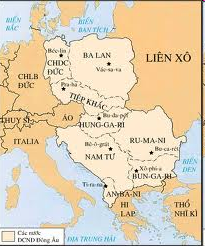 BIỂN
BẮC
BIỂN
BAN TÍCH
Béc-lin
BA LAN
LIÊN XÔ
CHDC
ĐỨC
Vác-sa-va
CHLB
ĐỨC
Pra-ha
TIỆP KHẮC
THỤY SĨ
ÁO
Bu-đa-pét
HUNG-GA-RI
ITALIA
RU-MA-NI
Bê-ô-grát
Bu-ca-rét
NAM TƯ
BIỂN
ĐEN
Xô-phi-a
BUN-GA-RI
Ti-ra-na
AN-BA-NI
HI
LẠP
THỔ
NHĨ KÌ
Các nước
DCND Đông Âu
ĐỊA TRUNG HẢI